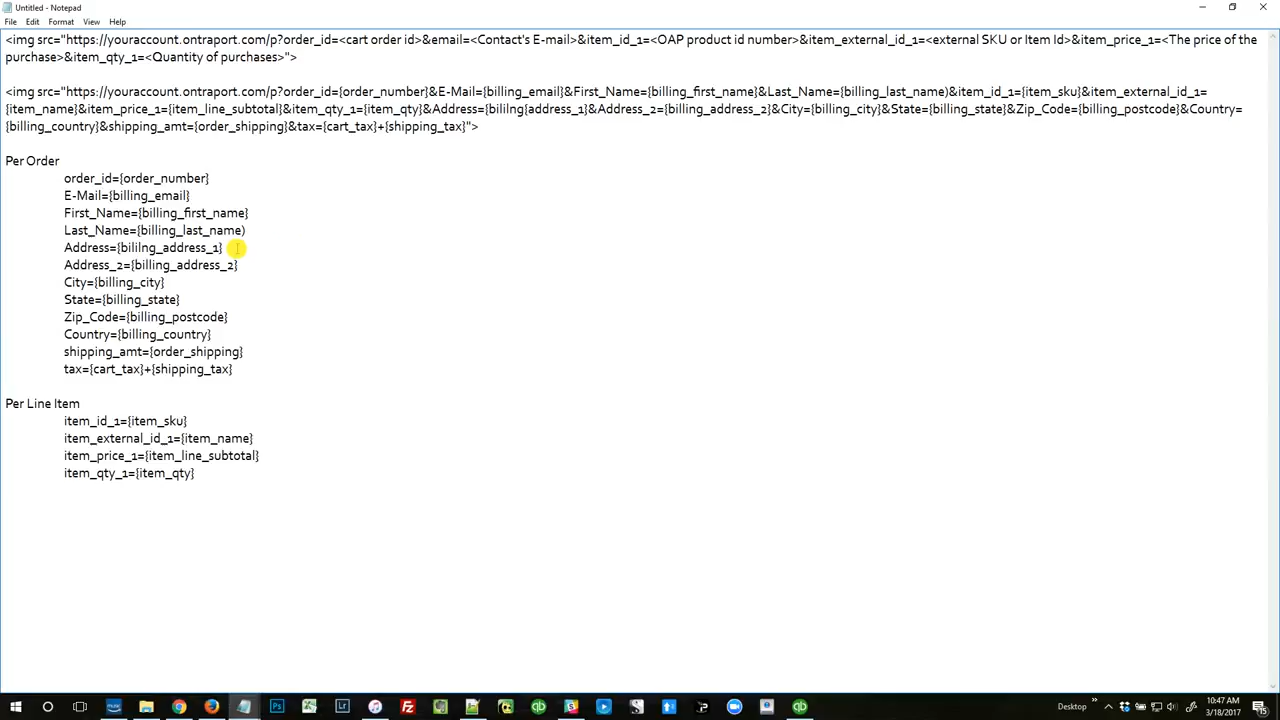 Untitled - Notepad
File Edit Format View Help
<img src="https://youraccount.ontraport.com/p?order_id=<cart order id>&email=<Contact's E-mail>&item_id_1=<OAP product id number>&item_external_id_1=<external SKU or Item Id>&item_price_1=<The price of the
purchase>&item_qty_1=<Quantity of purchases>">
<img src="https://youraccount.ontraport.com/p?order_id={order_number}&E-Mail={billing_email}&First_Name={billing_first_name}&Last_Name={billing_last_name)&item_id_1={item_sku}&item_external_id_1=
{item_name}&item_price_1={item_line_subtotal}&item_qty_1={item_qty}&Address={bililng{address_1}&Address_2={billing_address_2}&City={billing_city}&State={billing_state}&Zip_Code={billing_postcode}&Country=
{billing_country}&shipping_amt={order_shipping}&tax={cart_tax}+{shipping_tax}">
Per Order
order_id={order_number}
E-Mail={billing_email}
First_Name={billing_first_name}
Last_Name={billing_last_name)
Address={bililng_address_1}
Address_2={billing_address_2}
City={billing_city}
State={billing_state}
Zip_Code={billing_postcode}
Country={billing_country}
shipping_amt={order_shipping}
tax={cart_tax}+{shipping_tax}
Per Line Item
item_id_1={item_sku}
item_external_id_1={item_name}
item_price_1={item_line_subtotal}
item_qty_1={item_qty}
Desktop
10:47 AM
3/18/2017